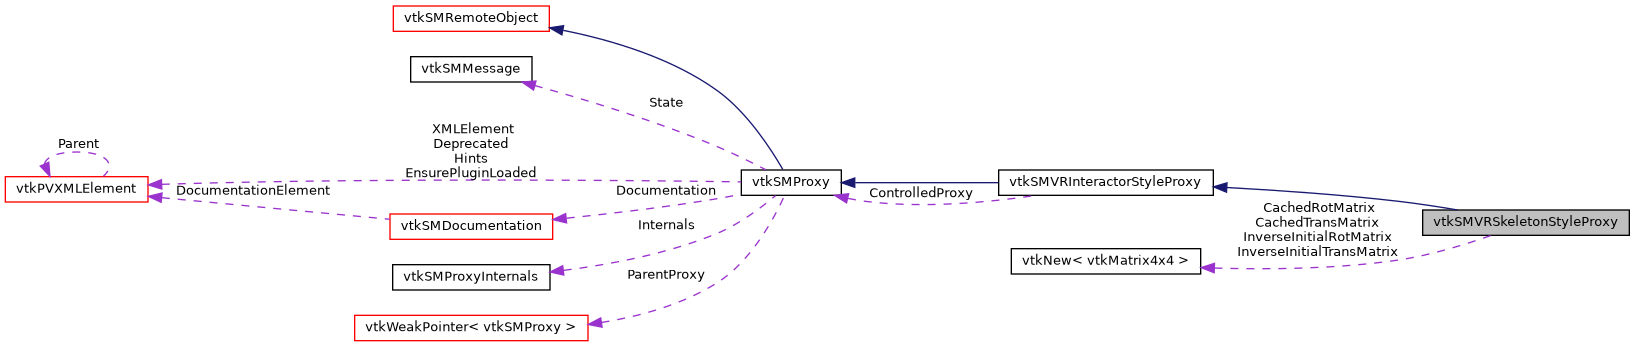 vtkSMRemoteObject
vtkSMMessage
State
XMLElement
Deprecated
Hints
EnsurePluginLoaded
Parent
vtkPVXMLElement
DocumentationElement
Documentation
vtkSMProxy
ControlledProxy
vtkSMVRInteractorStyleProxy
vtkSMDocumentation
Internals
CachedRotMatrix
CachedTransMatrix
InverseInitialRotMatrix
InverseInitialTransMatrix
vtkSMVRSkeletonStyleProxy
vtkNew< vtkMatrix4x4 >
vtkSMProxyInternals
ParentProxy
vtkWeakPointer< vtkSMProxy >